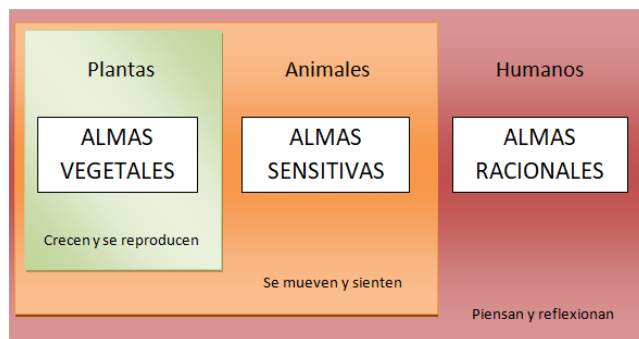 Plantas
Animales
Humanos
ALMAS
VEGETALES
ALMAS
SENSITIVAS
ALMAS
RACIONALES
Crecen y se reproducen
Se mueven y sienten
Piensan y reflexionan